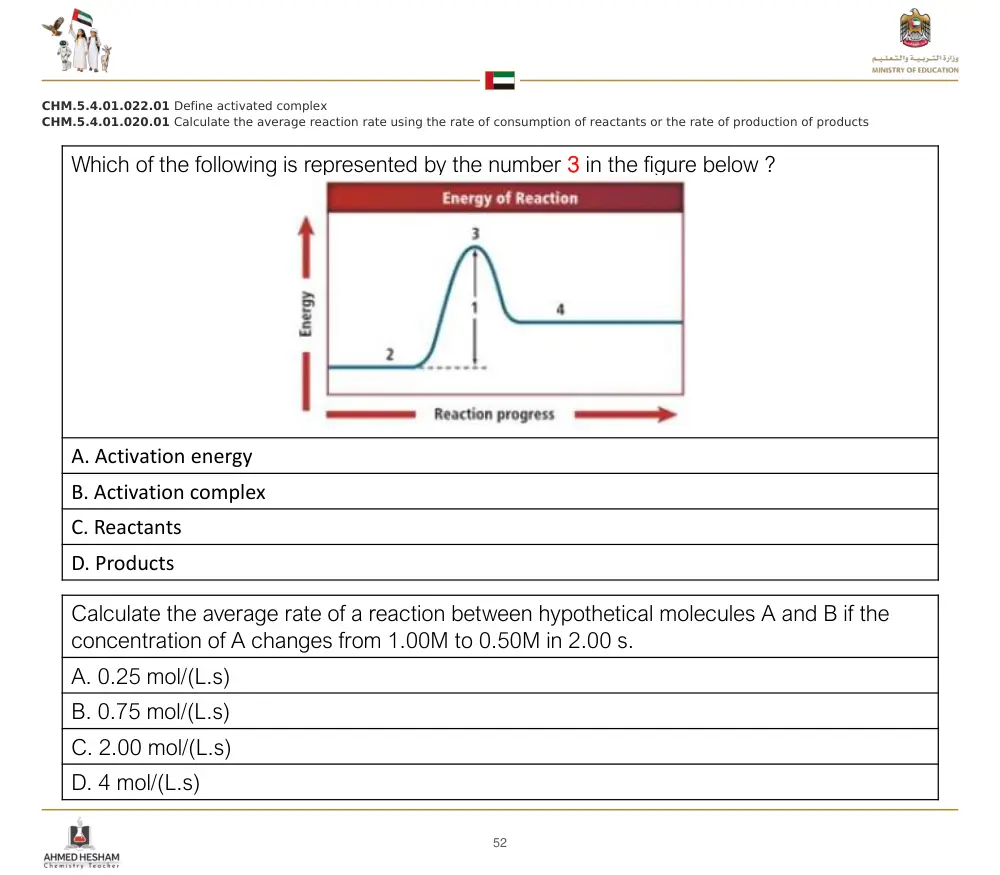 وزارة التربية والتعليم
MINISTRY OF EDUCATION
CHM.5.4.01.022.01 Define activated complex
CHM.5.4.01.020.01 Calculate the average reaction rate using the rate of consumption of reactants or the rate of production of products
Which of the following is represented by the number 3 in the figure below ?
Energy of Reaction
3
1
4
Energy
2
Reaction progress
A. Activation energy
B. Activation complex
C. Reactants
D. Products
Calculate the average rate of a reaction between hypothetical molecules A and B if the
concentration of A changes from 1.00M to 0.50M in 2.00 s.
A. 0.25 mol/(L.s)
B. 0.75 mol/(L.s)
C. 2.00 mol/(L.s)
D. 4 mol/(L.s)
AHMED HESHAM
Chemistry Teacher
52